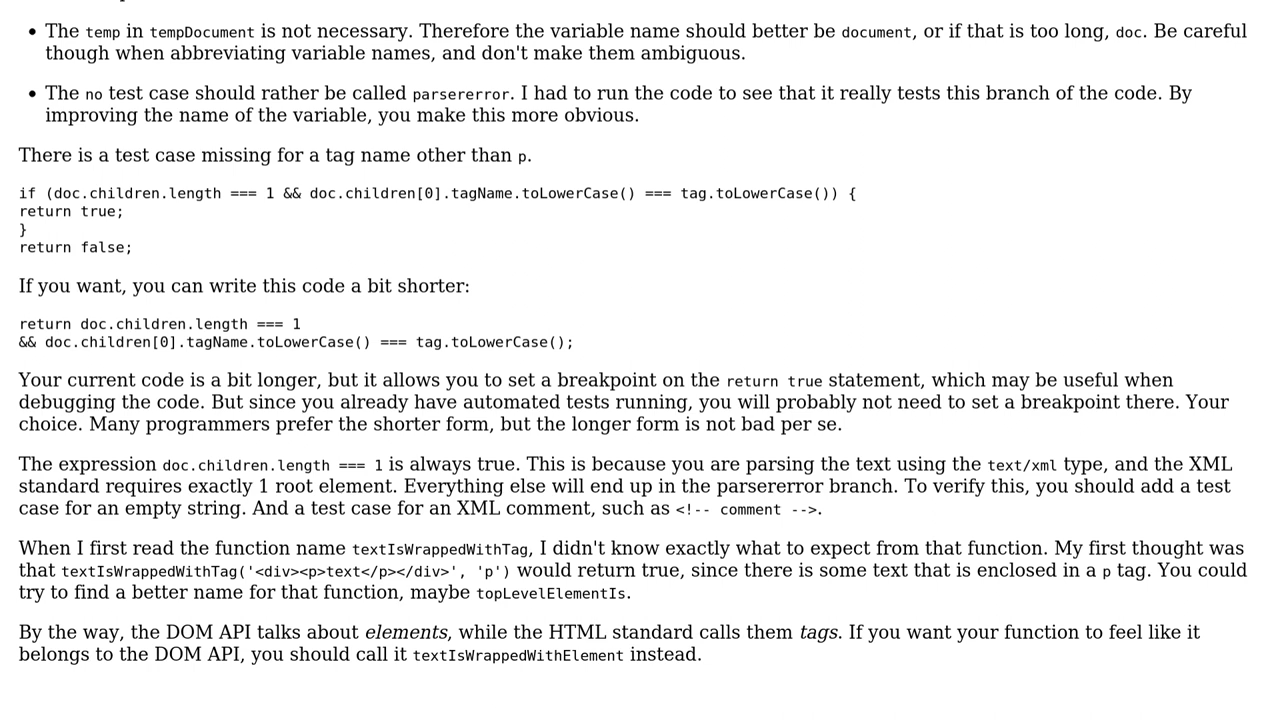 • The temp in tempDocument is not necessary. Therefore the variable name should better be document, or if that is too long, doc. Be careful
though when abbreviating variable names, and don't make them ambiguous.
• The no test case should rather be called parsererror. I had to run the code to see that it really tests this branch of the code. By
improving the name of the variable, you make this more obvious.
There is a test case missing for a tag name other than p.
if (doc.children.length === 1 && doc.children[0].tagName.toLowerCase() === tag.toLowerCase()) {
return true;
}
return false;
If you want, you can write this code a bit shorter:
return doc.children.length === 1
&& doc.children[0].tagName.toLowerCase() === tag.toLowerCase();
Your current code is a bit longer, but it allows you to set a breakpoint on the return true statement, which may be useful when
debugging the code. But since you already have automated tests running, you will probably not need to set a breakpoint there. Your
choice. Many programmers prefer the shorter form, but the longer form is not bad per se.
The expression doc.children.length === 1 is always true. This is because you are parsing the text using the text/xml type, and the XML
standard requires exactly 1 root element. Everything else will end up in the parsererror branch. To verify this, you should add a test
case for an empty string. And a test case for an XML comment, such as <!-- comment -->.
When I first read the function name textIsWrappedWithTag, I didn't know exactly what to expect from that function. My first thought was
that textIsWrappedWithTag('<div><p>text</p></div>', 'p') would return true, since there is some text that is enclosed in a p tag. You could
try to find a better name for that function, maybe topLevelElementIs.
By the way, the DOM API talks about elements, while the HTML standard calls them tags. If you want your function to feel like it
belongs to the DOM API, you should call it textIsWrappedWithElement instead.